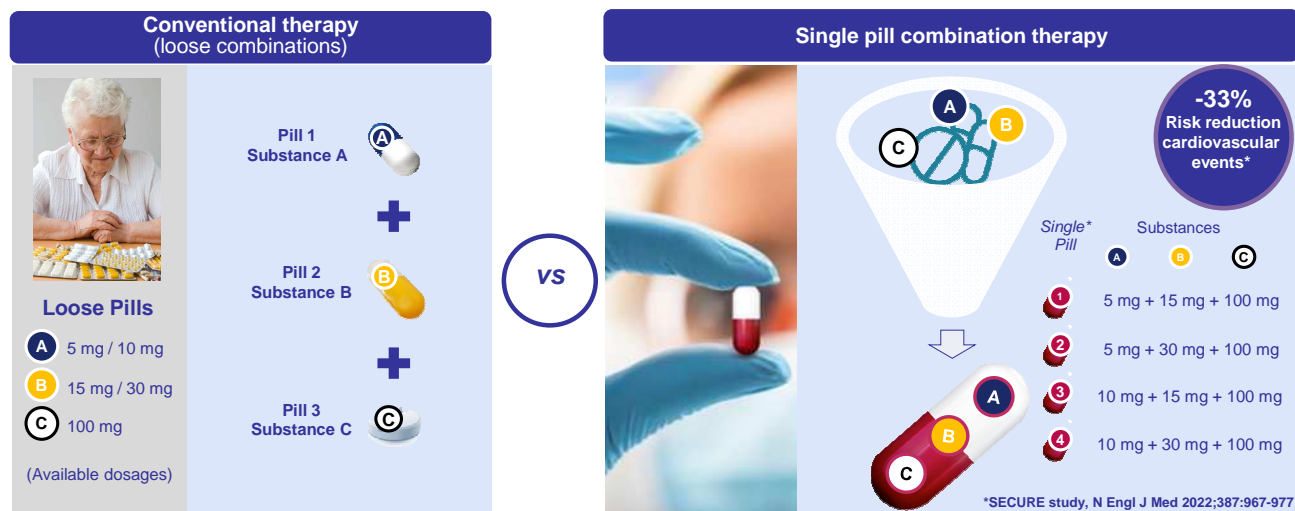 Conventional therapy
(loose combinations)
Loose Pills
A 5 mg / 10 mg
B 15 mg / 30 mg
C 100 mg
(Available dosages)
Pill 1
Substance A
A
+
Pill 2
Substance B
B
+
Pill 3
Substance C
C
vs
Single pill combination therapy
A
B
C
-33%
Risk reduction
cardiovascular
events*
Single*
Pill
Substances
A B C
1 5 mg + 15 mg + 100 mg
2 5 mg + 30 mg + 100 mg
3 10 mg + 15 mg + 100 mg
4 10 mg + 30 mg + 100 mg
A
B
C
*SECURE study, N Engl J Med 2022;387:967-977